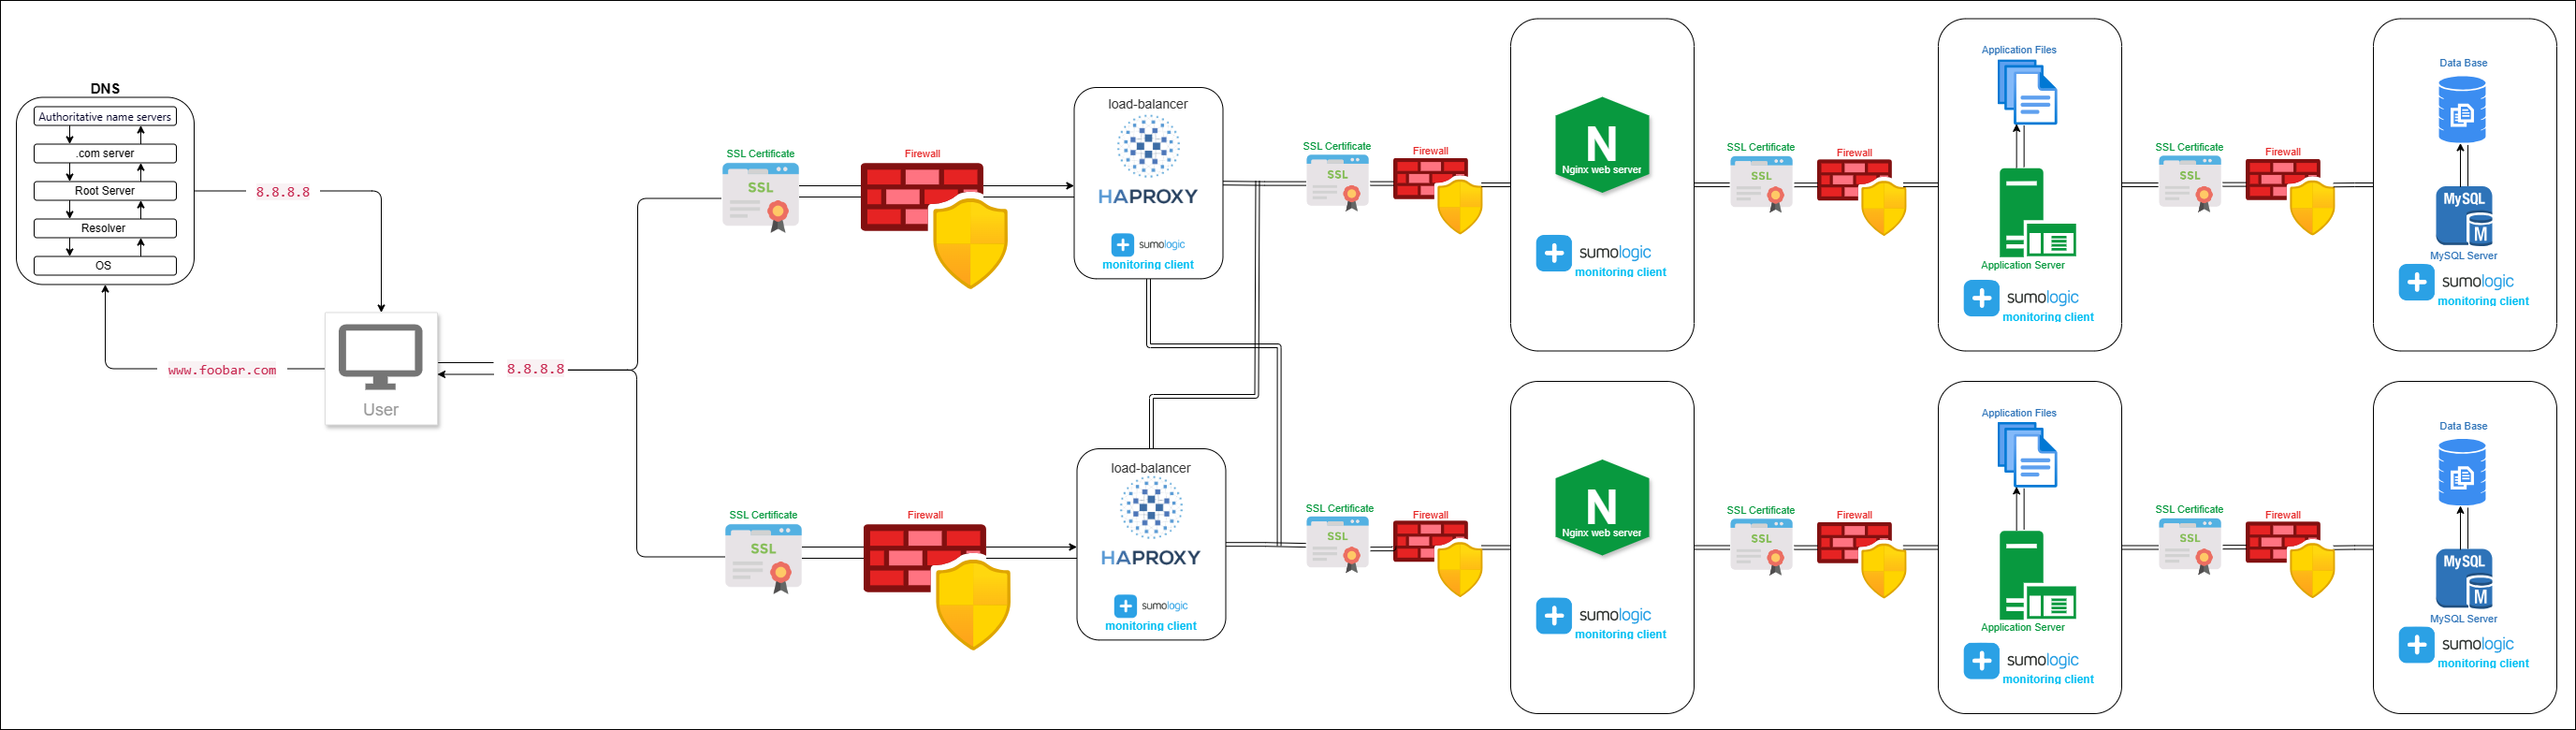 DNS
Authoritative name servers
.com server
Root Server
Resolver
OS
8.8.8.8
www.foobar.com
User
8.8.8.8
SSL Certificate
SSL
Firewall
load-balancer
HAPROXY
sumologic
monitoring client
SSL Certificate
SSL
Firewall
N
Nginx web server
sumologic
monitoring client
SSL Certificate
SSL
Firewall
Application Files
Application Server
sumologic
monitoring client
SSL Certificate
SSL
Firewall
Data Base
MySQL
M
MySQL Server
sumologic
monitoring client
SSL Certificate
SSL
Firewall
load-balancer
HAPROXY
sumologic
monitoring client
SSL Certificate
SSL
Firewall
N
Nginx web server
sumologic
monitoring client
SSL Certificate
SSL
Firewall
Application Files
Application Server
sumologic
monitoring client
SSL Certificate
SSL
Firewall
Data Base
MySQL
M
MySQL Server
sumologic
monitoring client